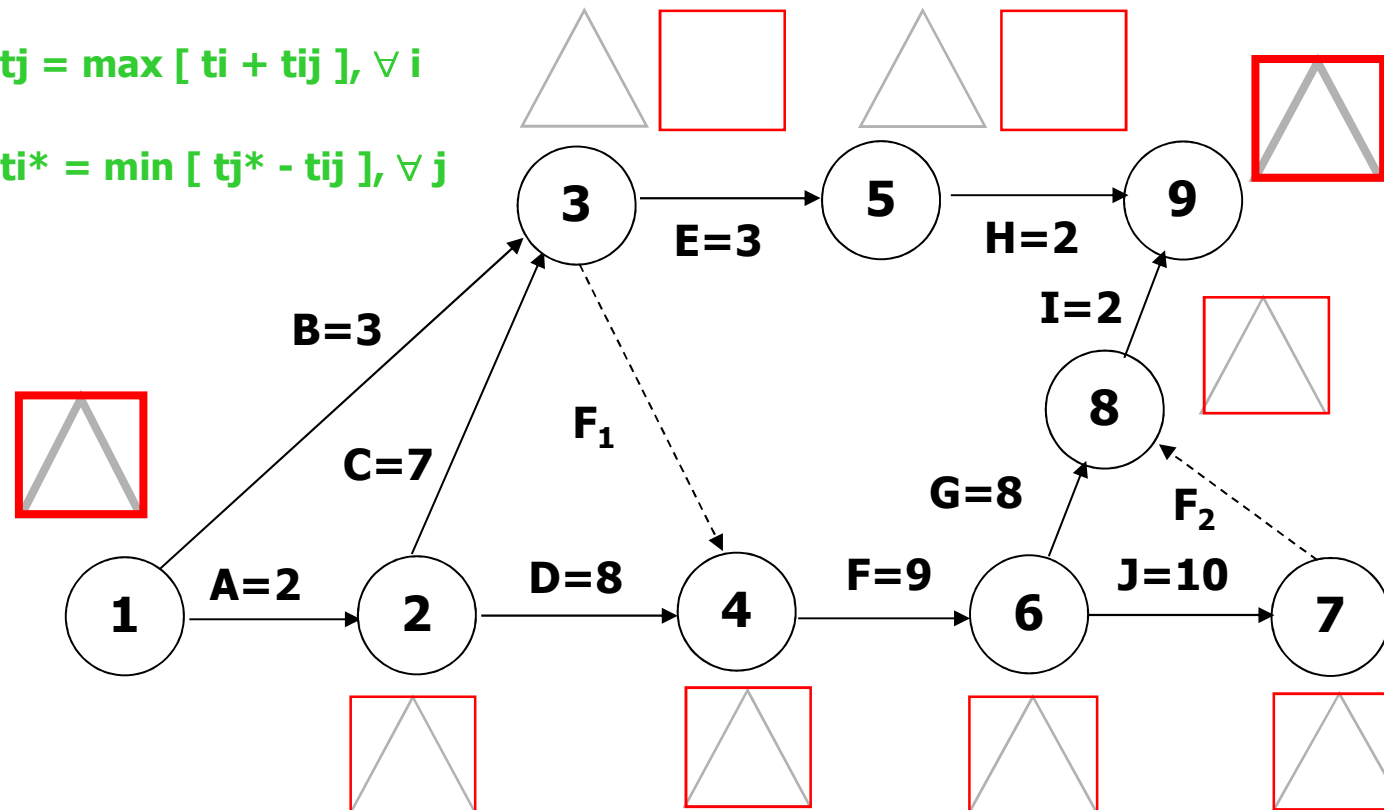 tj = max [ ti + tij ], ∀ i
ti* = min [ tj* - tij ], ∀ j
3
5
9
E=3
H=2
B=3
I=2
8
F1
C=7
G=8
F2
A=2
D=8
F=9
J=10
1
2
4
6
7